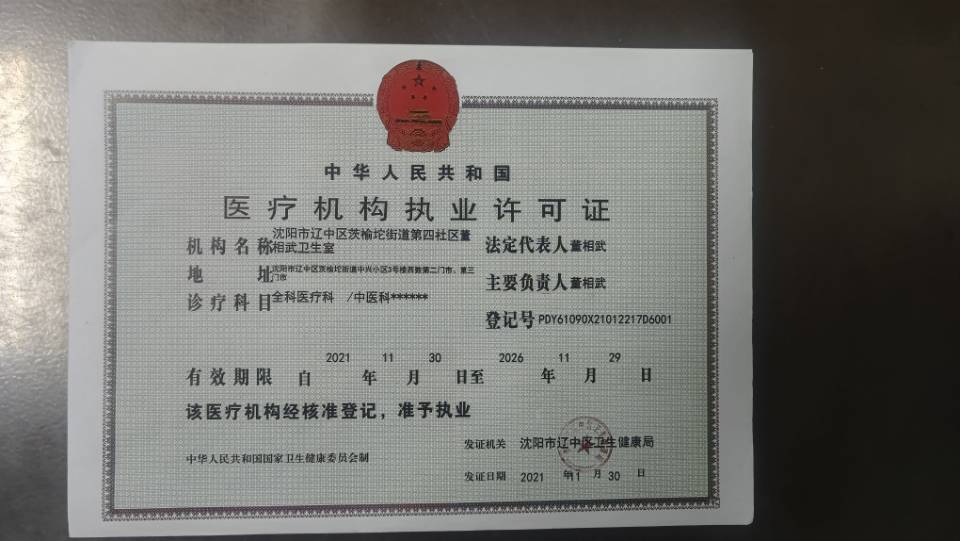 中华人民共和国
医疗机构执业许可证
机构名称 沈阳市辽中区茨榆坨街道第四社区董
相武卫生室
地址 沈阳市辽中区茨榆坨街道中兴小区3号楼西数第二门市、第三
门市
诊疗科目 全科医疗科 /中医科******
法定代表人 董相武
主要负责人 董相武
登记号 PDY61090X21012217D6001
有效期限 自 2021 年 11 月 30 日至 2026 年 11 月 29 日
该医疗机构经核准登记，准予执业
发证机关 沈阳市辽中区卫生健康局
中华人民共和国国家卫生健康委员会制
发证日期 2021 年 11 月 30 日